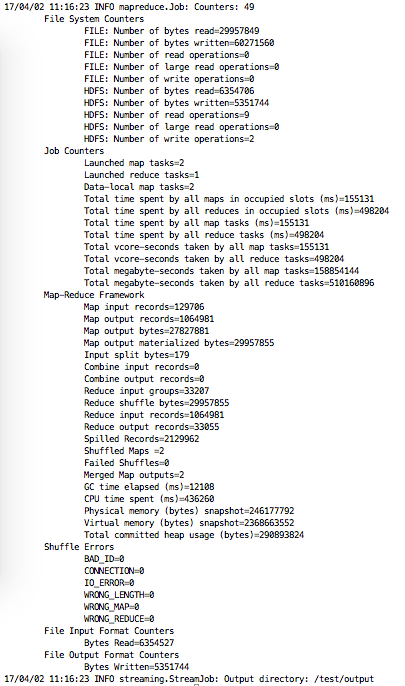 17/04/02 11:16:23 INFO mapreduce.Job: Counters: 49
File System Counters
FILE: Number of bytes read=29957849
FILE: Number of bytes written=60271560
FILE: Number of read operations=0
FILE: Number of large read operations=0
FILE: Number of write operations=0
HDFS: Number of bytes read=6354706
HDFS: Number of bytes written=5351744
HDFS: Number of read operations=9
HDFS: Number of large read operations=0
HDFS: Number of write operations=2
Job Counters
Launched map tasks=2
Launched reduce tasks=1
Data-local map tasks=2
Total time spent by all maps in occupied slots (ms)=155131
Total time spent by all reduces in occupied slots (ms)=498204
Total time spent by all map tasks (ms)=155131
Total time spent by all reduce tasks (ms)=498204
Total vcore-seconds taken by all map tasks=155131
Total vcore-seconds taken by all reduce tasks=498204
Total megabyte-seconds taken by all map tasks=158854144
Total megabyte-seconds taken by all reduce tasks=510160896
Map-Reduce Framework
Map input records=129706
Map output records=1064981
Map output bytes=27827881
Map output materialized bytes=29957855
Input split bytes=179
Combine input records=0
Combine output records=0
Reduce input groups=33207
Reduce shuffle bytes=29957855
Reduce input records=1064981
Reduce output records=33055
Spilled Records=2129962
Shuffled Maps =2
Failed Shuffles=0
Merged Map outputs=2
GC time elapsed (ms)=12108
CPU time spent (ms)=436260
Physical memory (bytes) snapshot=246177792
Virtual memory (bytes) snapshot=2368663552
Total committed heap usage (bytes)=290893824
Shuffle Errors
BAD_ID=0
CONNECTION=0
IO_ERROR=0
WRONG_LENGTH=0
WRONG_MAP=0
WRONG_REDUCE=0
File Input Format Counters
Bytes Read=6354527
File Output Format Counters
Bytes Written=5351744
17/04/02 11:16:23 INFO streaming.StreamJob: Output directory: /test/output